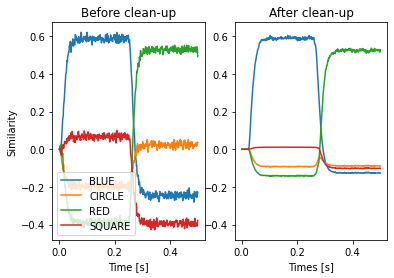 Before clean-up
After clean-up
Similarity
0.6
0.4
0.2
0.0
−0.2
−0.4
0.6
0.4
0.2
0.0
−0.2
−0.4
BLUE
CIRCLE
RED
SQUARE
0.0
0.2
0.4
0.0
0.2
0.4
Time [s]
Times [s]